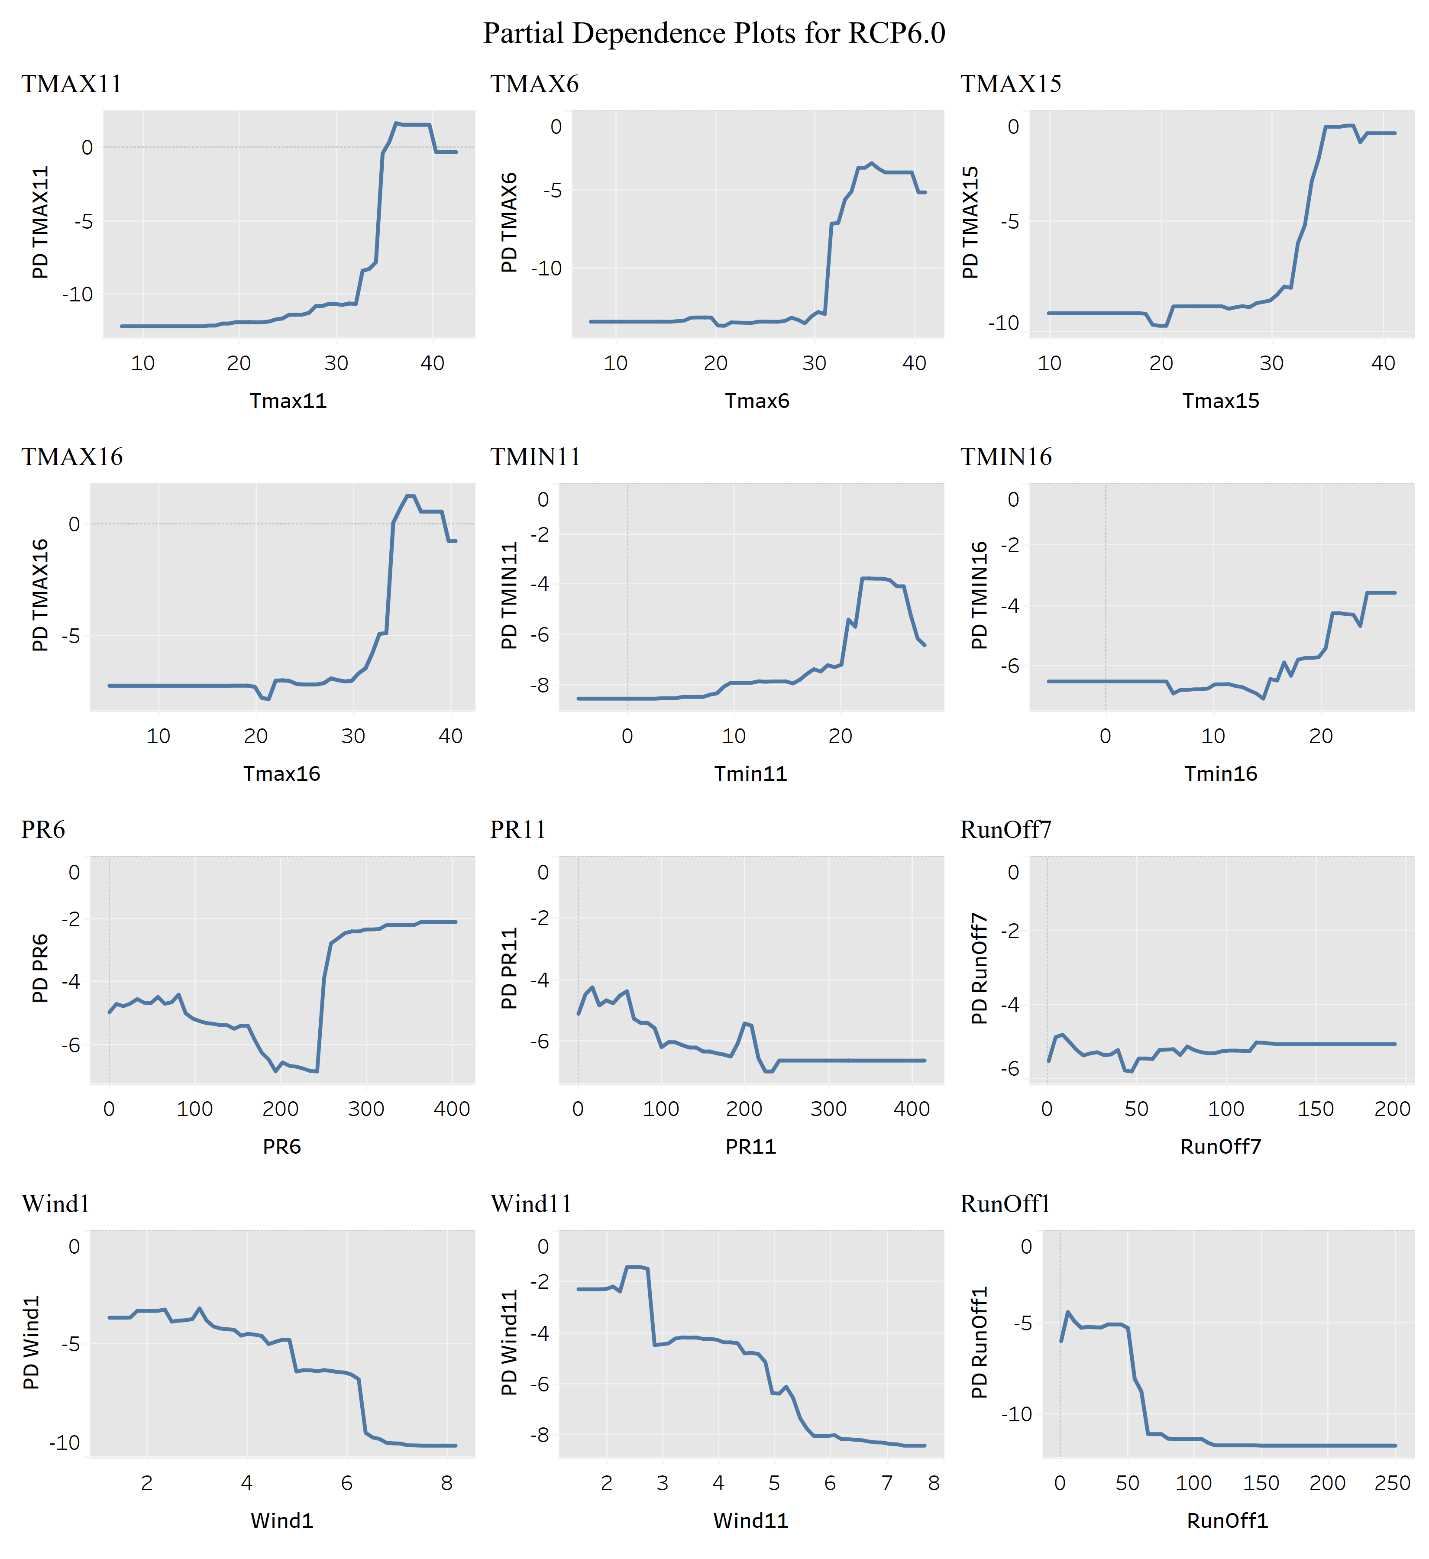 Partial Dependence Plots for RCP6.0
TMAX11
TMAX6
TMAX15
PD TMAX11
0
-5
-10
10 20 30 40
Tmax11
PD TMAX6
0
-5
-10
10 20 30 40
Tmax6
PD TMAX15
0
-5
-10
10 20 30 40
Tmax15
TMAX16
TMIN11
TMIN16
PD TMAX16
0
-5
10 20 30 40
Tmax16
PD TMIN11
0
-2
-4
-6
-8
0 10 20
Tmin11
PD TMIN16
0
-2
-4
-6
0 10 20
Tmin16
PR6
PR11
RunOff7
PD PR6
0
-2
-4
-6
0 100 200 300 400
PR6
PD PR11
0
-2
-4
-6
0 100 200 300 400
PR11
PD RunOff7
0
-2
-4
-6
0 50 100 150 200
RunOff7
Wind1
Wind11
RunOff1
PD Wind1
0
-5
-10
2 4 6 8
Wind1
PD Wind11
0
-2
-4
-6
-8
2 3 4 5 6 7 8
Wind11
PD RunOff1
0
-5
-10
0 50 100 150 200 250
RunOff1